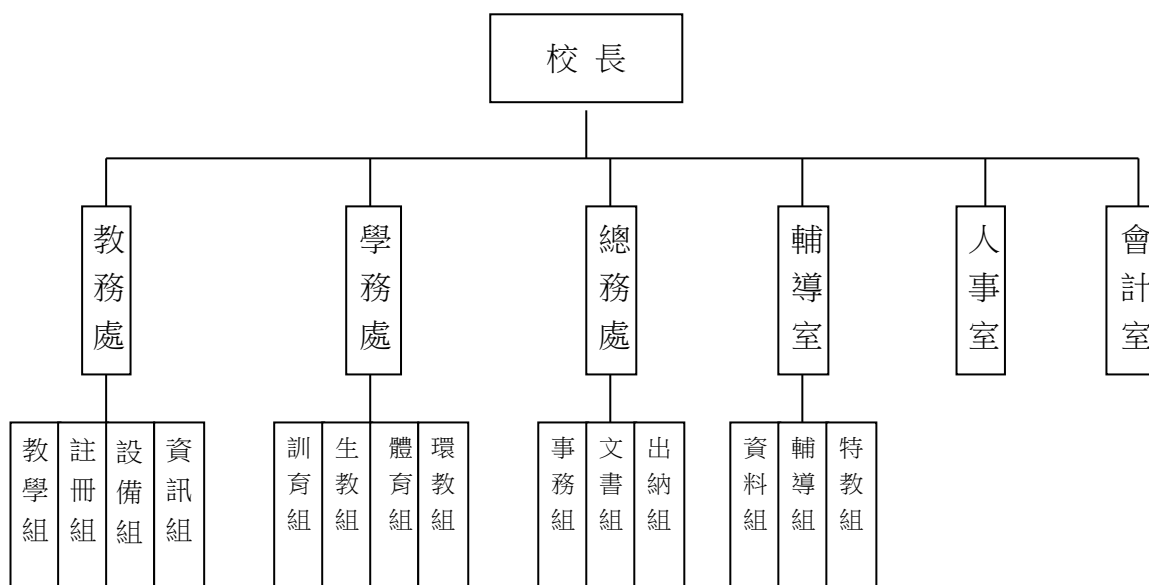 校長
教務處
學務處
總務處
輔導室
人事室
會計室
教學組
註冊組
設備組
資訊組
訓育組
生教組
體育組
環教組
事務組
文書組
出納組
資料組
輔導組
特教組